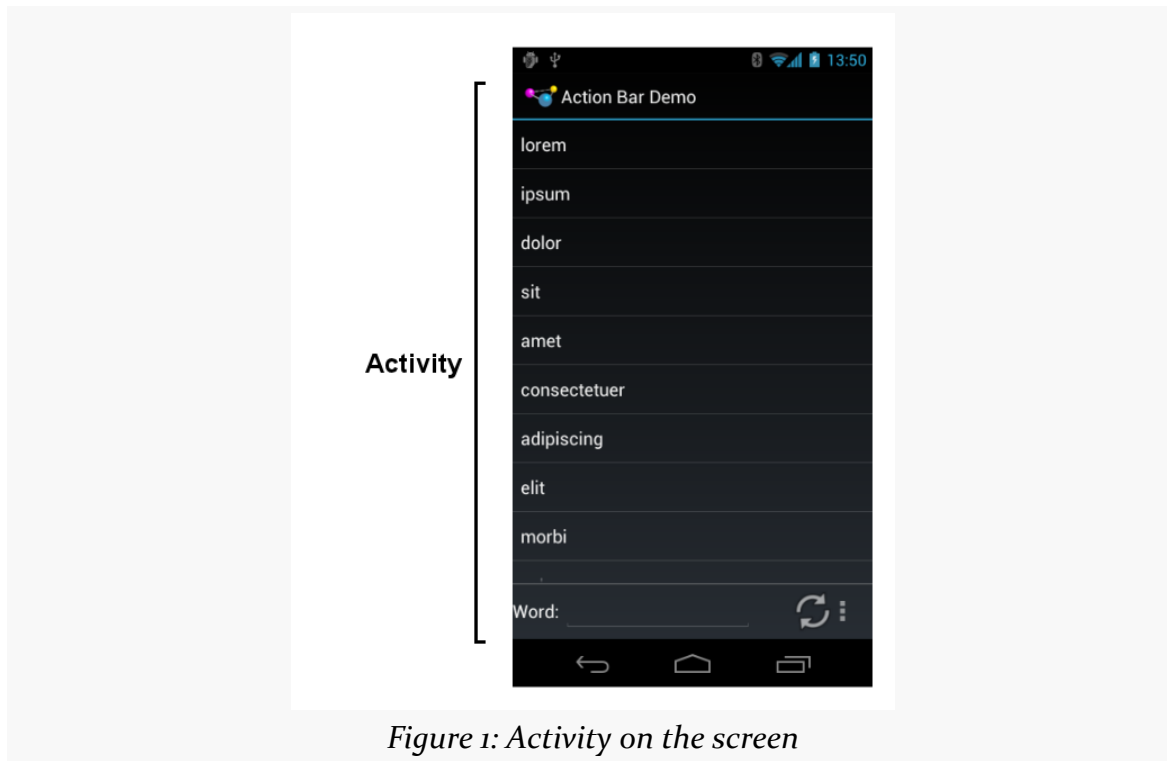 13:50
Action Bar Demo
lorem
ipsum
dolor
sit
amet
Activity
consectetuer
adipiscing
elit
morbi
Word:
Figure 1: Activity on the screen